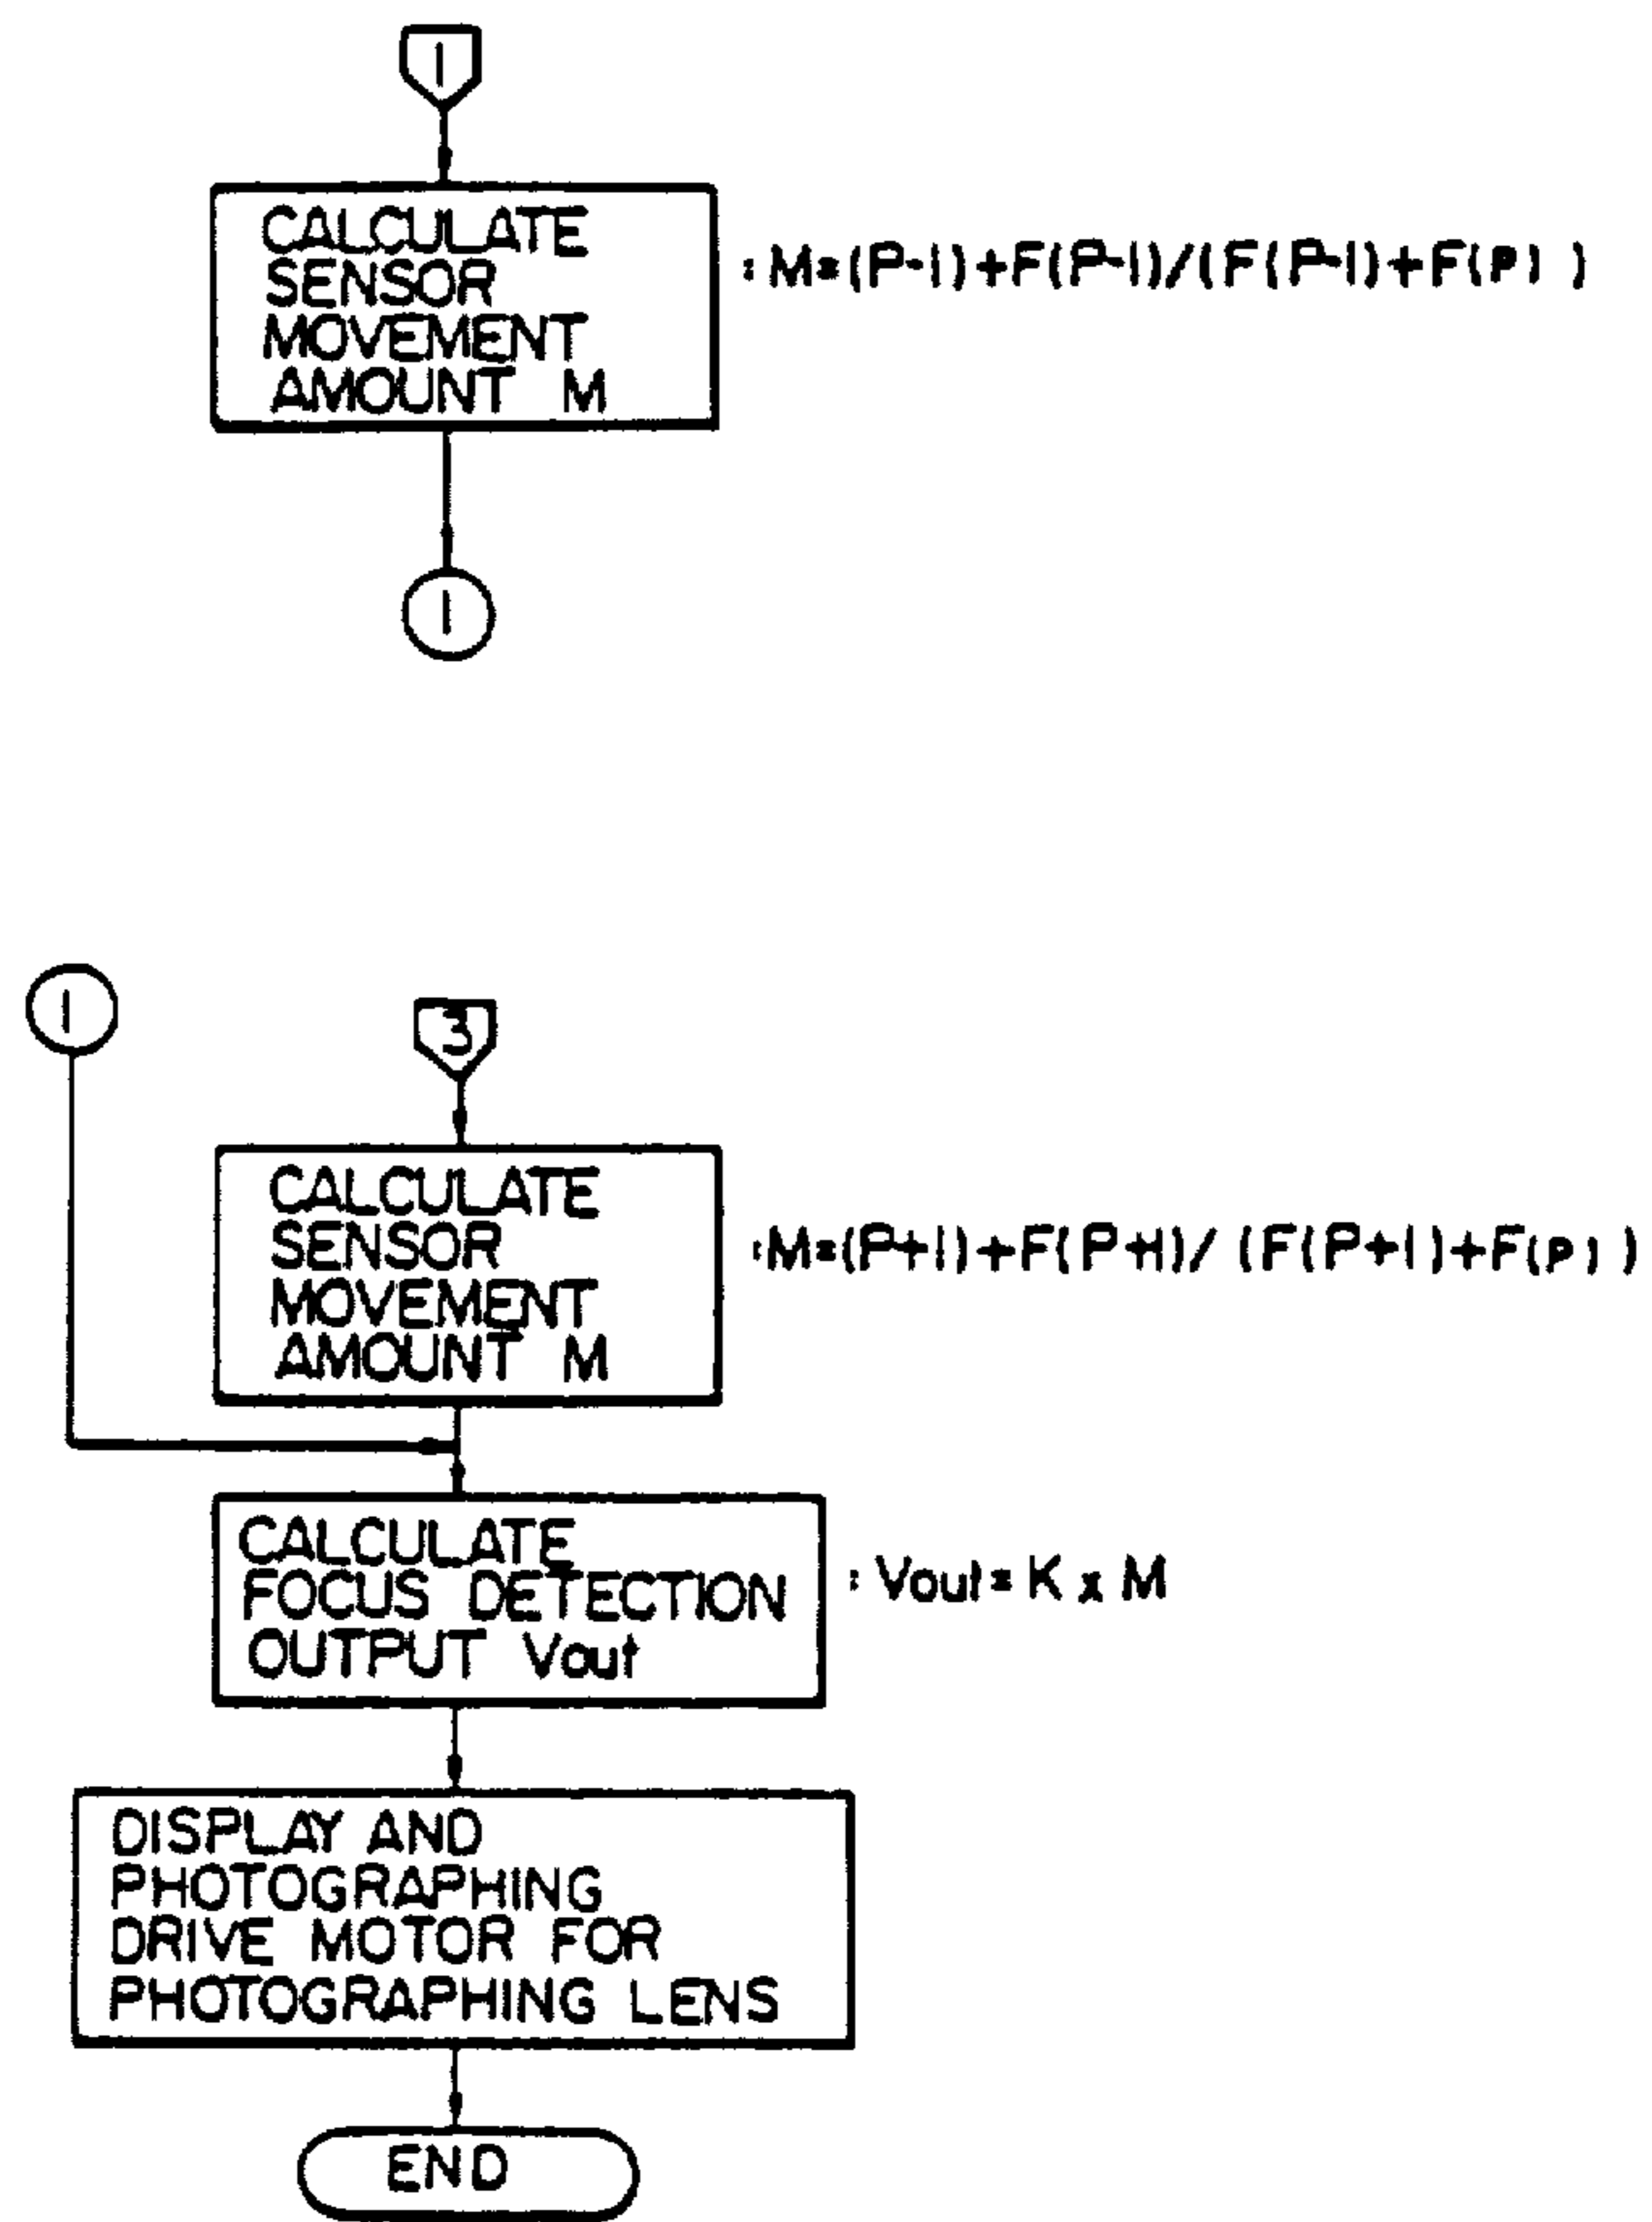 1
CALCULATE
SENSOR
MOVEMENT
AMOUNT M
: M=(P-1)+F(P-1)/(F(P-1)+F(P) )
1
1
3
CALCULATE
SENSOR
MOVEMENT
AMOUNT M
:M=(P+1)+F(P+1)/ (F(P+1)+F(P) )
CALCULATE
FOCUS DETECTION
OUTPUT Vout
: Vout=K x M
DISPLAY AND
PHOTOGRAPHING
DRIVE MOTOR FOR
PHOTOGRAPHING LENS
END